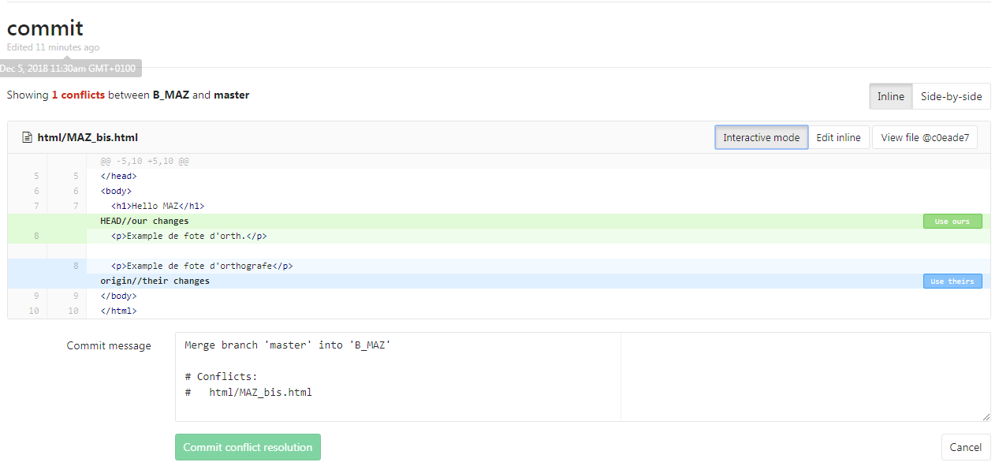 commit
Edited 11 minutes ago
Dec 5, 2018 11:30am GMT+0100
Showing 1 conflicts between B_MAZ and master
Inline Side-by-side
html/MAZ_bis.html Interactive mode Edit inline View file @c0eade7
@@ -5,10 +5,10 @@
5 5 </head>
6 6 <body>
7 7 <h1>Hello MAZ</h1>
HEAD//our changes Use ours
8 <p>Example de fote d'orth.</p>
8 <p>Example de fote d'orthografe</p>
origin//their changes Use theirs
9 9 </body>
10 10 </html>
Commit message Merge branch 'master' into 'B_MAZ'
# Conflicts:
# html/MAZ_bis.html
Commit conflict resolution Cancel